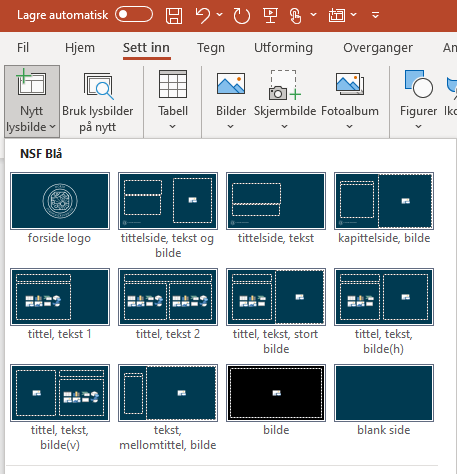 Lagre automatisk
Fil Hjem Sett inn Tegn Utforming Overganger
Nytt lysbilde
Bruk lysbilder på nytt
Tabell
Bilder
Skjermbilde
Fotoalbum
Figurer
NSF Blå
forside logo
tittelside, tekst og
bilde
tittelside, tekst
kapittelside, bilde
tittel, tekst 1
tittel, tekst 2
tittel, tekst, stort
bilde
tittel, tekst,
bilde(h)
tittel, tekst,
bilde(v)
tekst,
mellomtittel, bilde
bilde
blank side